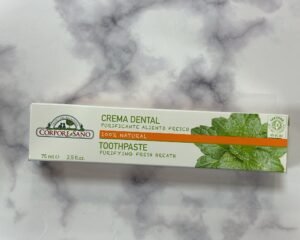 CORPORE SANO
75 ml 2.5 fl.oz.
CREMA DENTAL
PURIFICANTE ALIENTO FRESCO
100% NATURAL
TOOTHPASTE
PURIFYING FRESH BREATH